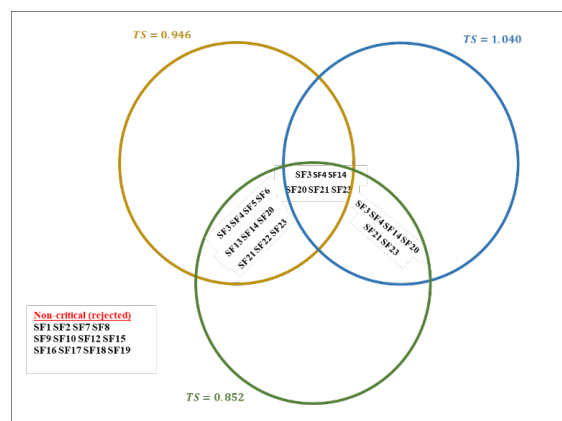 TS = 0.946
TS = 1.040
SF3 SF4 SF14
SF20 SF21 SF23
SF3 SF4 SF5 SF6
SF13 SF14 SF20
SF21 SF22 SF23
SF3 SF4 SF14 SF20
SF21 SF23
Non-critical (rejected)
SF1 SF2 SF7 SF8
SF9 SF10 SF12 SF15
SF16 SF17 SF18 SF19
TS = 0.852